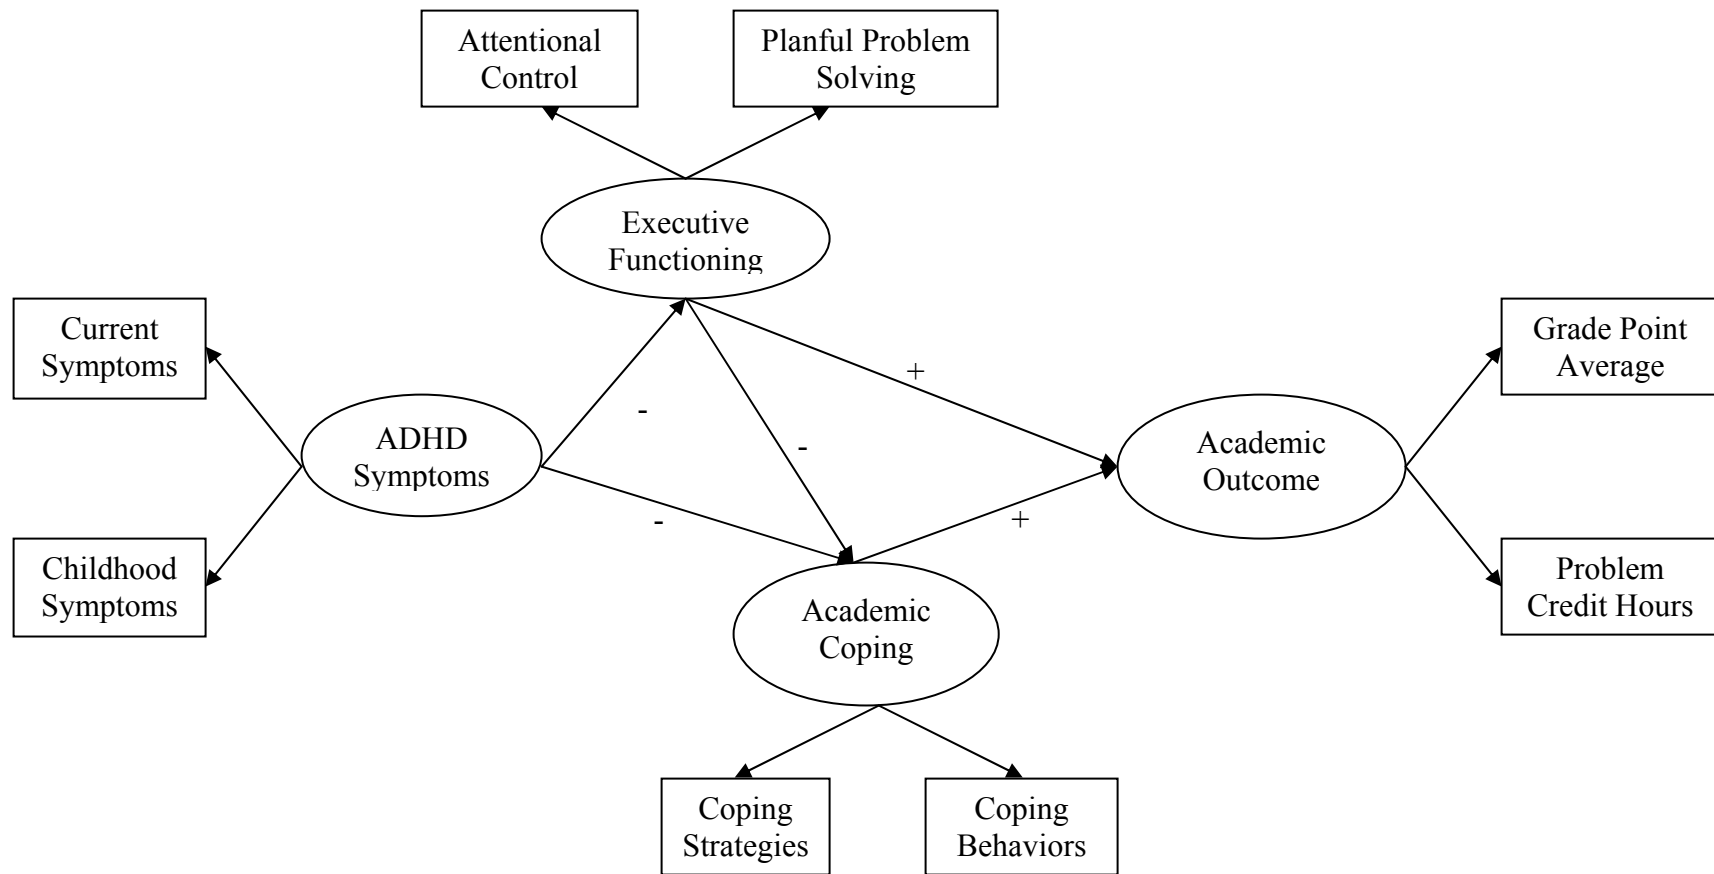 Attentional
Control
Planful Problem
Solving
Executive
Functioning
Current
Symptoms
Grade Point
Average
+
-
ADHD
Symptoms
-
Academic
Outcome
-
+
Childhood
Symptoms
Problem
Credit Hours
Academic
Coping
Coping
Strategies
Coping
Behaviors